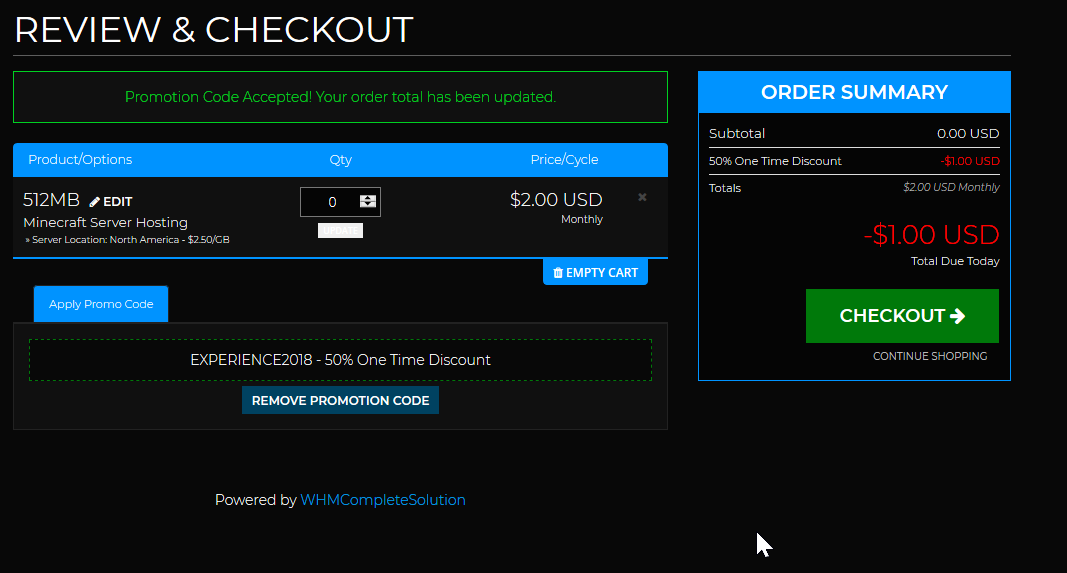 REVIEW & CHECKOUT
Promotion Code Accepted! Your order total has been updated.
Product/Options Qty Price/Cycle
512MB EDIT 0 $2.00 USD
Minecraft Server Hosting Monthly
» Server Location: North America - $2.50/GB UPDATE
EMPTY CART
Apply Promo Code
EXPERIENCE2018 - 50% One Time Discount
REMOVE PROMOTION CODE
Powered by WHMCompleteSolution
ORDER SUMMARY
Subtotal 0.00 USD
50% One Time Discount -$1.00 USD
Totals $2.00 USD Monthly
-$1.00 USD
Total Due Today
CHECKOUT
CONTINUE SHOPPING